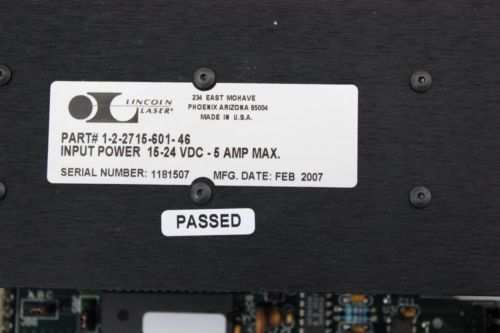 LINCOLN
LASER
234 EAST MOHAVE
PHOENIX ARIZONA 85004
MADE IN U.S.A.
PART# 1-2-2715-601-46
INPUT POWER 15-24 VDC - 5 AMP MAX.
SERIAL NUMBER: 1181507 MFG. DATE: FEB 2007
PASSED
A B C
C11